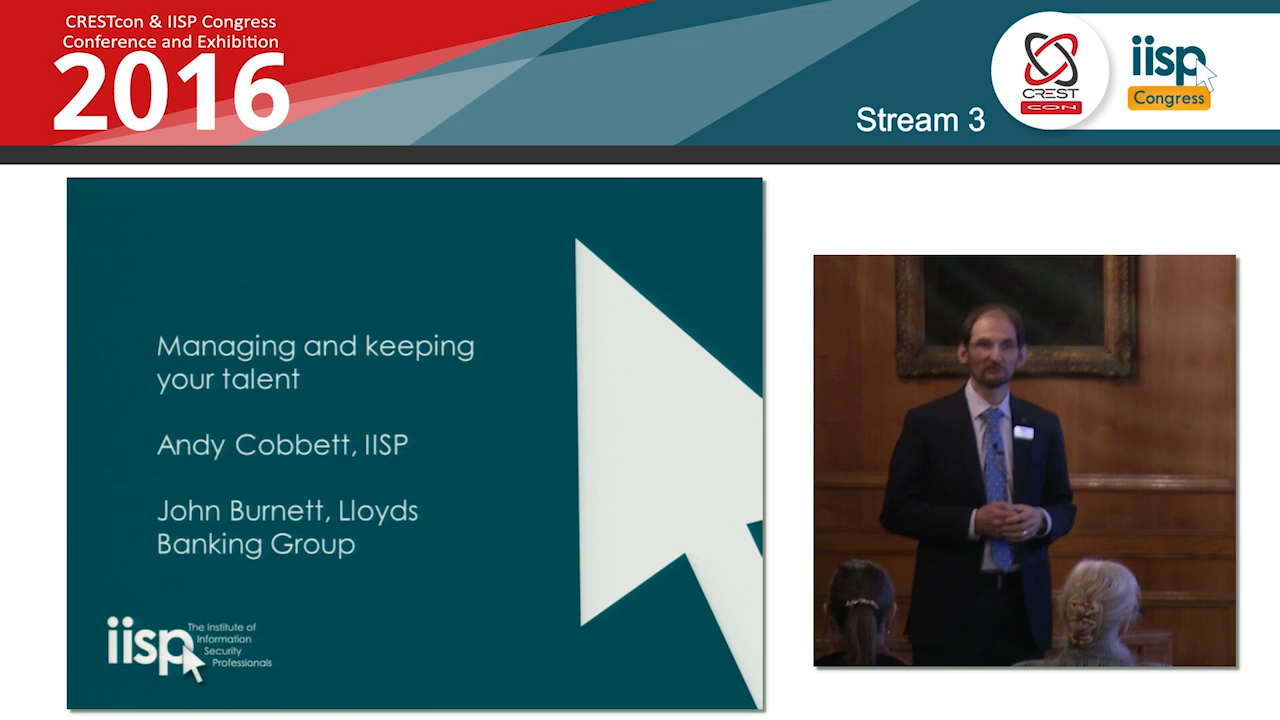 CRESTcon & IISP Congress
Conference and Exhibition
2016
Stream 3
CREST
CON
iisp
Congress
Managing and keeping
your talent
Andy Cobbett, IISP
John Burnett, Lloyds
Banking Group
iisp
The Institute of
Information
Security
Professionals